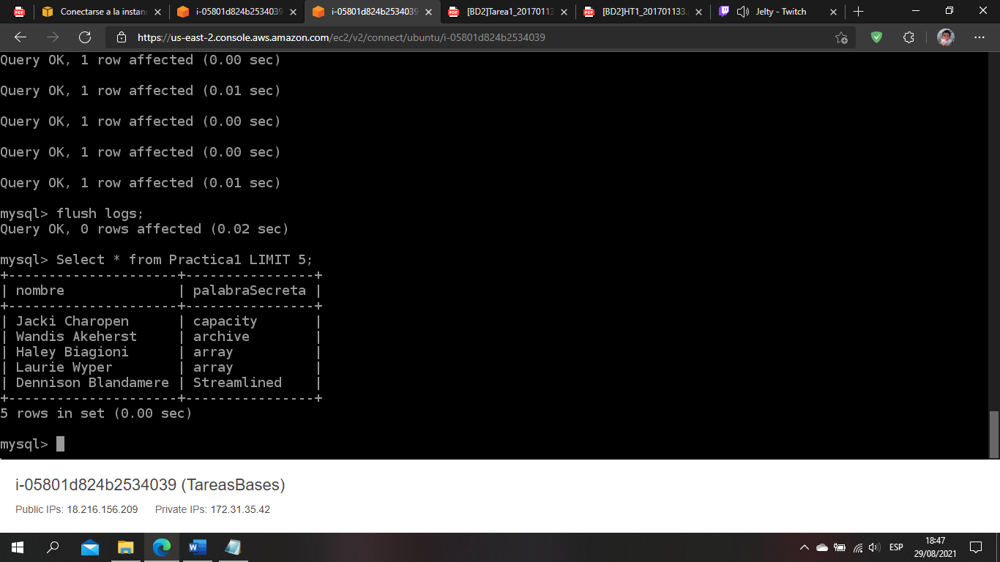 Conectarse a la instan
i-05801d824b2534039
i-05801d824b2534039
[BD2]Tarea1_20170113
[BD2]HT1_201701133.
Jelty - Twitch
https://us-east-2.console.aws.amazon.com/ec2/v2/connect/ubuntu/i-05801d824b2534039
Query OK, 1 row affected (0.00 sec)
Query OK, 1 row affected (0.01 sec)
Query OK, 1 row affected (0.00 sec)
Query OK, 1 row affected (0.00 sec)
Query OK, 1 row affected (0.01 sec)
mysql> flush logs;
Query OK, 0 rows affected (0.02 sec)
mysql> Select * from Practica1 LIMIT 5;
+---------------------+----------------+
| nombre              | palabraSecreta |
+---------------------+----------------+
| Jacki Charopen      | capacity       |
| Wandis Akeherst     | archive        |
| Haley Biagioni      | array          |
| Laurie Wyper        | array          |
| Dennison Blandamere | Streamlined    |
+---------------------+----------------+
5 rows in set (0.00 sec)
mysql>
i-05801d824b2534039 (TareasBases)
Public IPs: 18.216.156.209 Private IPs: 172.31.35.42
ESP
18:47
29/08/2021